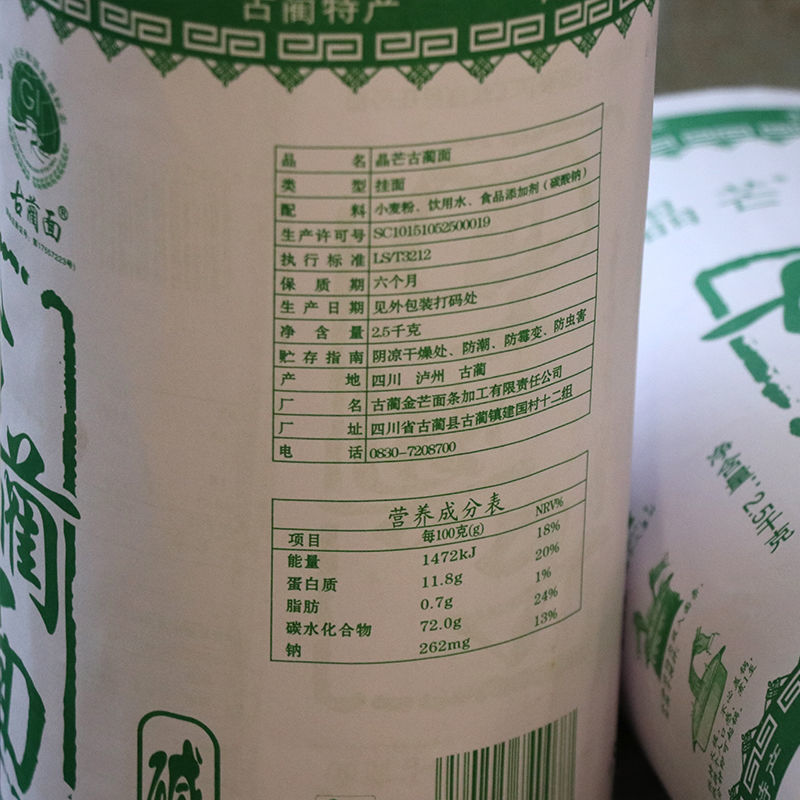 古蔺特产
GI
古蔺面®
蔺
面
碱
品名 晶芒古蔺面
类型 挂面
配料 小麦粉、饮用水、食品添加剂（碳酸钠）
生产许可号 SC10151052500019
执行标准 LS/T3212
保质期 六个月
生产日期 见外包装打码处
净含量 2.5千克
贮存指南 阴凉干燥处、防潮、防霉变、防虫害
产地 四川 泸州 古蔺
厂名 古蔺金芒面条加工有限责任公司
厂址 四川省古蔺县古蔺镇建国村十二组
电话 0830-7208700
营养成分表
项目 每100克(g) NRV%
能量 1472kJ 18%
蛋白质 11.8g 20%
脂肪 0.7g 1%
碳水化合物 72.0g 24%
钠 262mg 13%
晶芒
净含量:2.5千克
特产